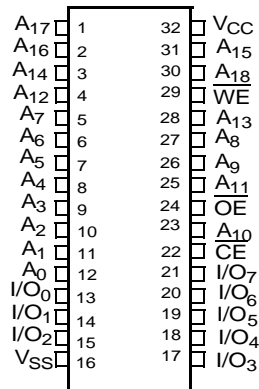 A17 1 32 VCC
A16 2 31 A15
A14 3 30 A18
A12 4 29 WE
A7 5 28 A13
A6 6 27 A8
A5 7 26 A9
A4 8 25 A11
A3 9 24 OE
A2 10 23 A10
A1 11 22 CE
A0 12 21 I/O7
I/O0 13 20 I/O6
I/O1 14 19 I/O5
I/O2 15 18 I/O4
VSS 16 17 I/O3